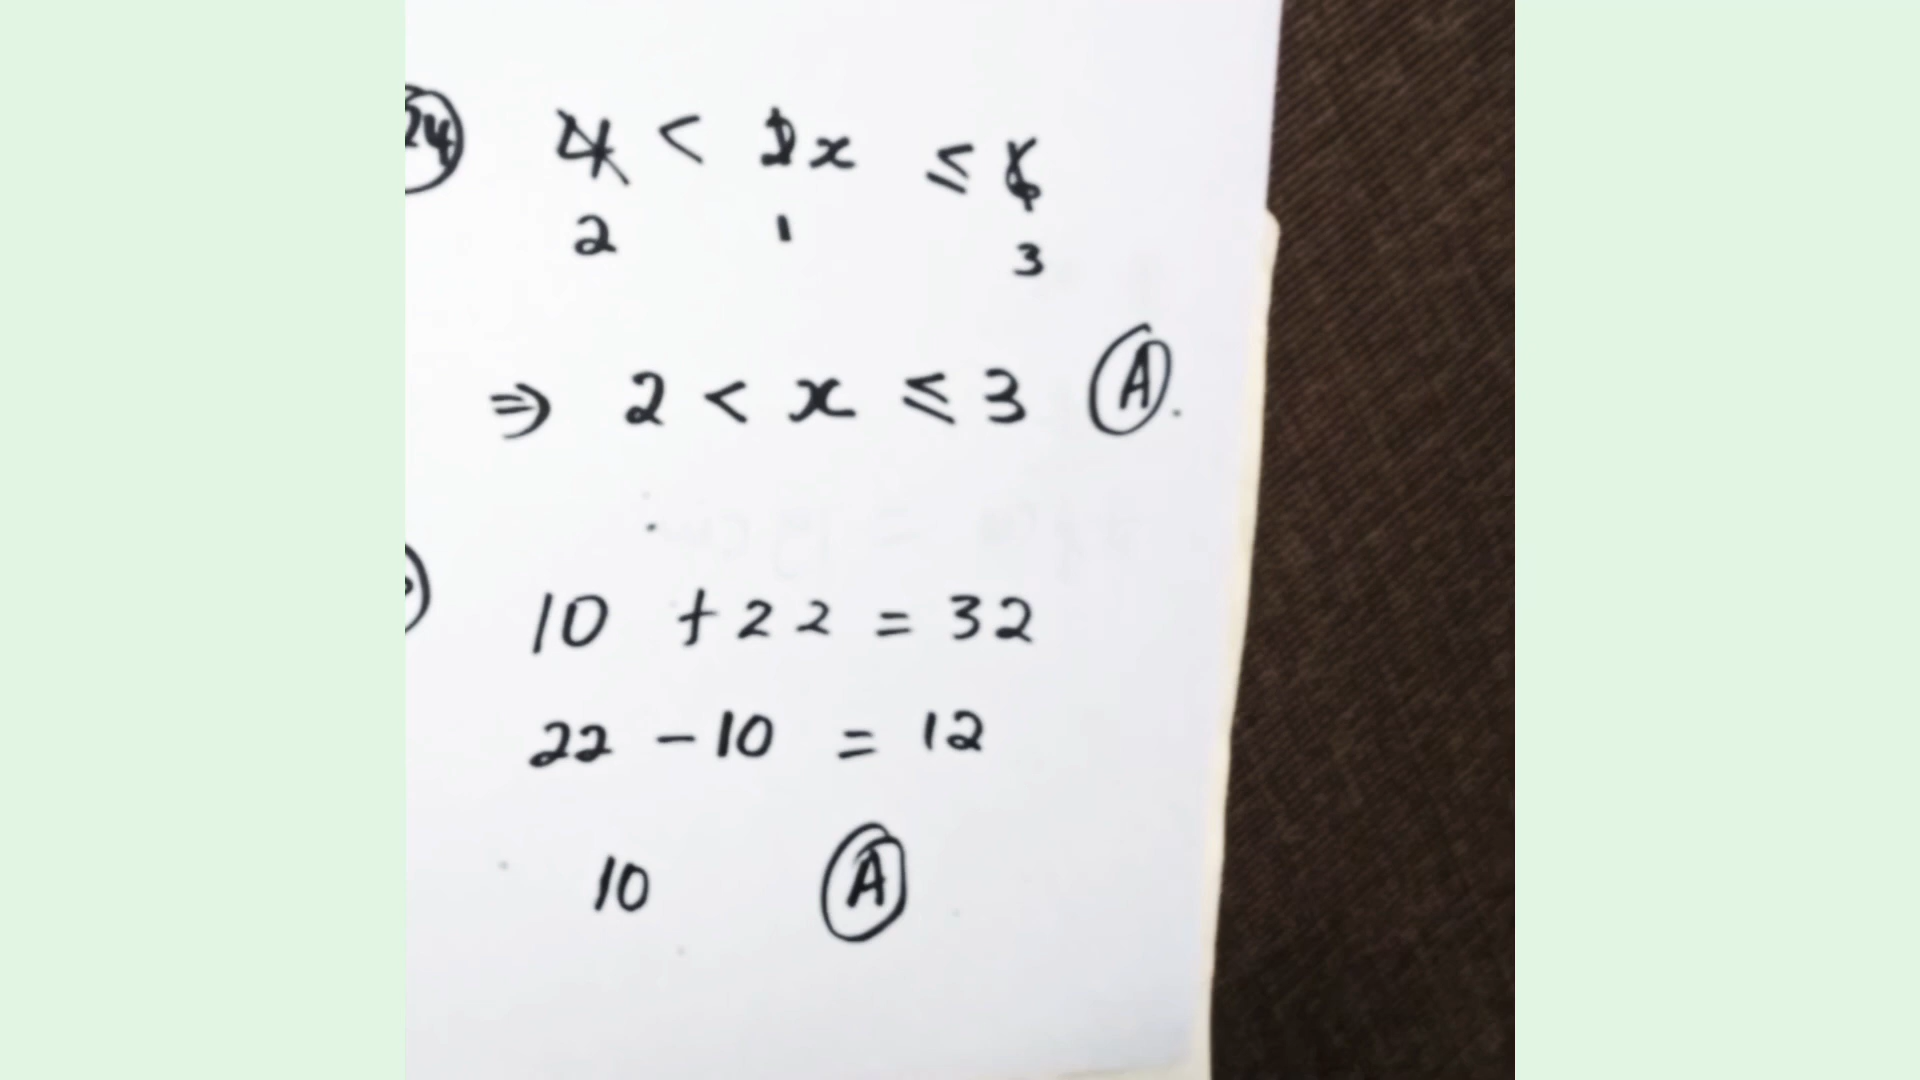 24 4 < 2x ≤ 6
2 1 3
⇒ 2 < x ≤ 3 A.
10 + 22 = 32
22 - 10 = 12
10 A